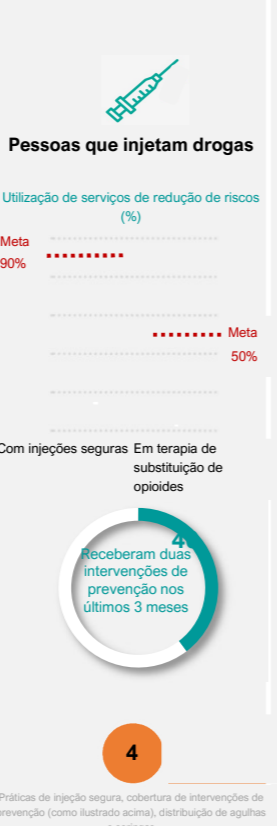 Pessoas que injetam drogas
Utilização de serviços de redução de riscos
(%)
Meta
90%
Meta
50%
Com injeções seguras
Em terapia de
substituição de
opioides
Receberam duas
intervenções de
prevenção nos
últimos 3 meses
4
Práticas de injeção segura, cobertura de intervenções de
prevenção (como ilustrado acima), distribuição de agulhas